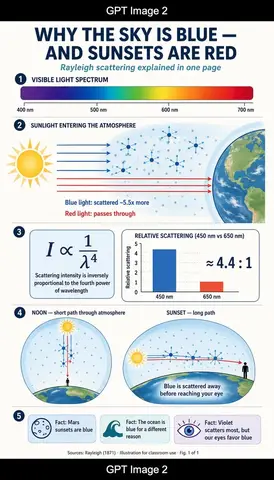 GPT Image 2
WHY THE SKY IS BLUE —
AND SUNSETS ARE RED
Rayleigh scattering explained in one page
1 VISIBLE LIGHT SPECTRUM
400 nm 500 nm 600 nm 700 nm
2 SUNLIGHT ENTERING THE ATMOSPHERE
Blue light: scattered ~5.5x more
Red light: passes through
3
I ∝ 1/λ⁴
Scattering intensity is inversely
proportional to the fourth power
of wavelength
RELATIVE SCATTERING (450 nm vs 650 nm)
Relative scattering
5
4
3
2
1
0
450 nm 650 nm
≈ 4.4 : 1
4 NOON — short path through atmosphere
SUNSET — long path
Blue is scattered away
before reaching your eye
5
Fact: Mars
sunsets are blue
Fact: The ocean is
blue for a different
reason
Fact: Violet
scatters most, but
our eyes favor blue
Sources: Rayleigh (1871) · Illustration for classroom use · Fig. 1 of 1
GPT Image 2